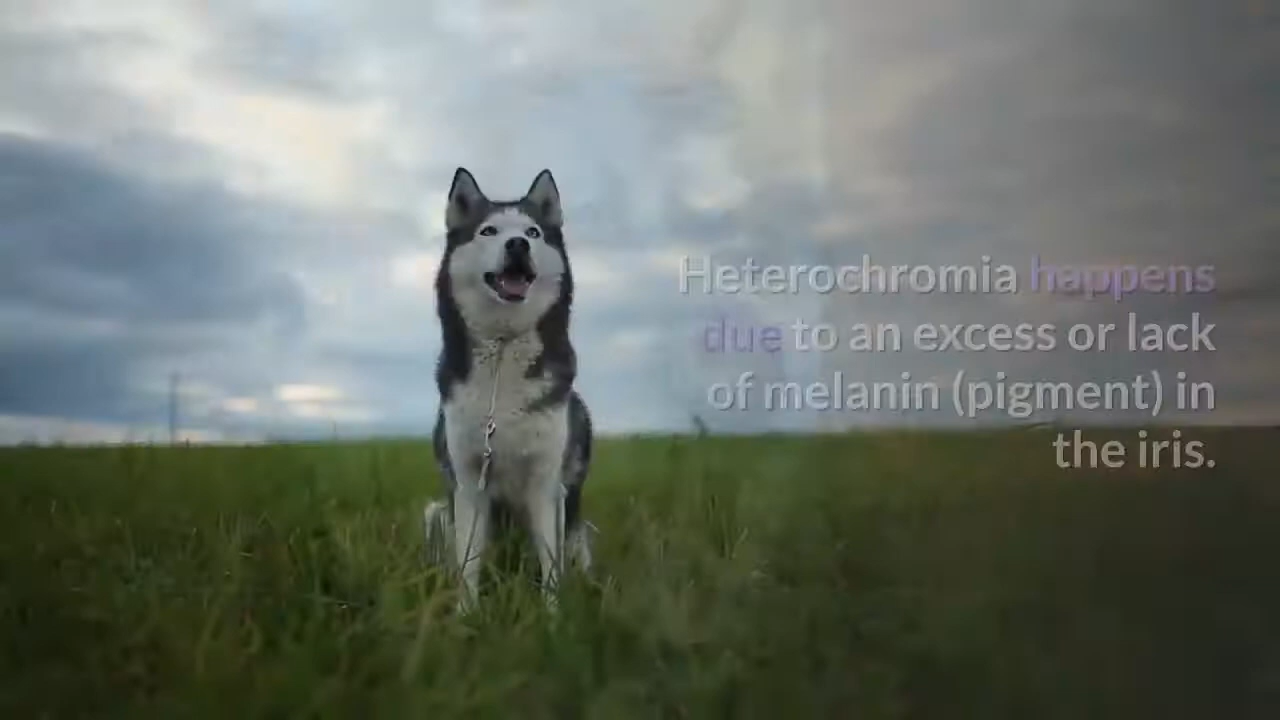 Heterochromia happens
due to an excess or lack
of melanin (pigment) in
the iris.